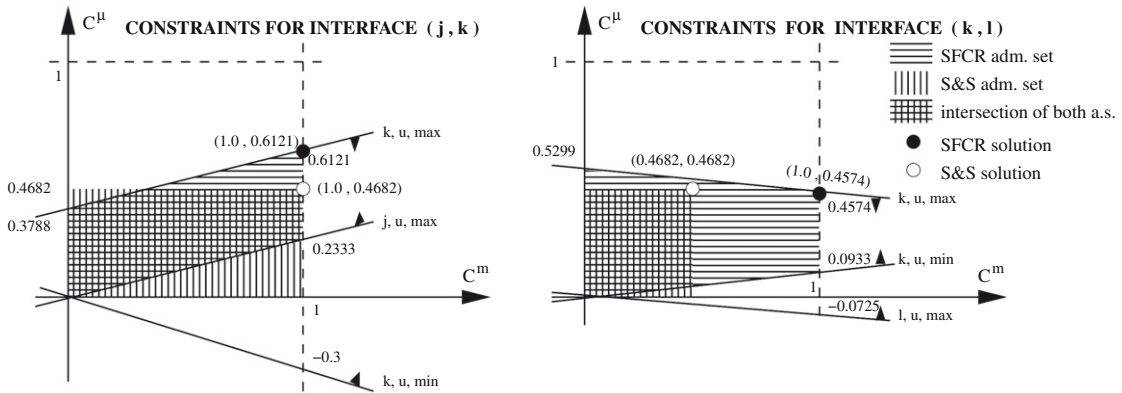 C^μ
CONSTRAINTS FOR INTERFACE ( j , k )
1
(1.0 , 0.6121)
k, u, max
0.6121
0.4682
(1.0 , 0.4682)
0.3788
j, u, max
0.2333
C^m
1
−0.3
k, u, min
C^μ
CONSTRAINTS FOR INTERFACE ( k , l )
1
SFCR adm. set
S&S adm. set
intersection of both a.s.
SFCR solution
S&S solution
0.5299
(0.4682, 0.4682)
(1.0 , 0.4574)
k, u, max
0.4574
0.0933
k, u, min
C^m
1
−0.0725
l, u, max